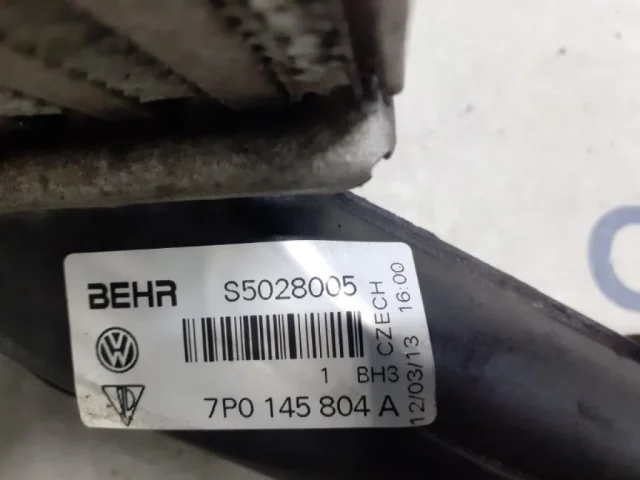 BEHR S5028005
1 BH3
7P0 145 804 A
CZECH
12/03/13 16:00